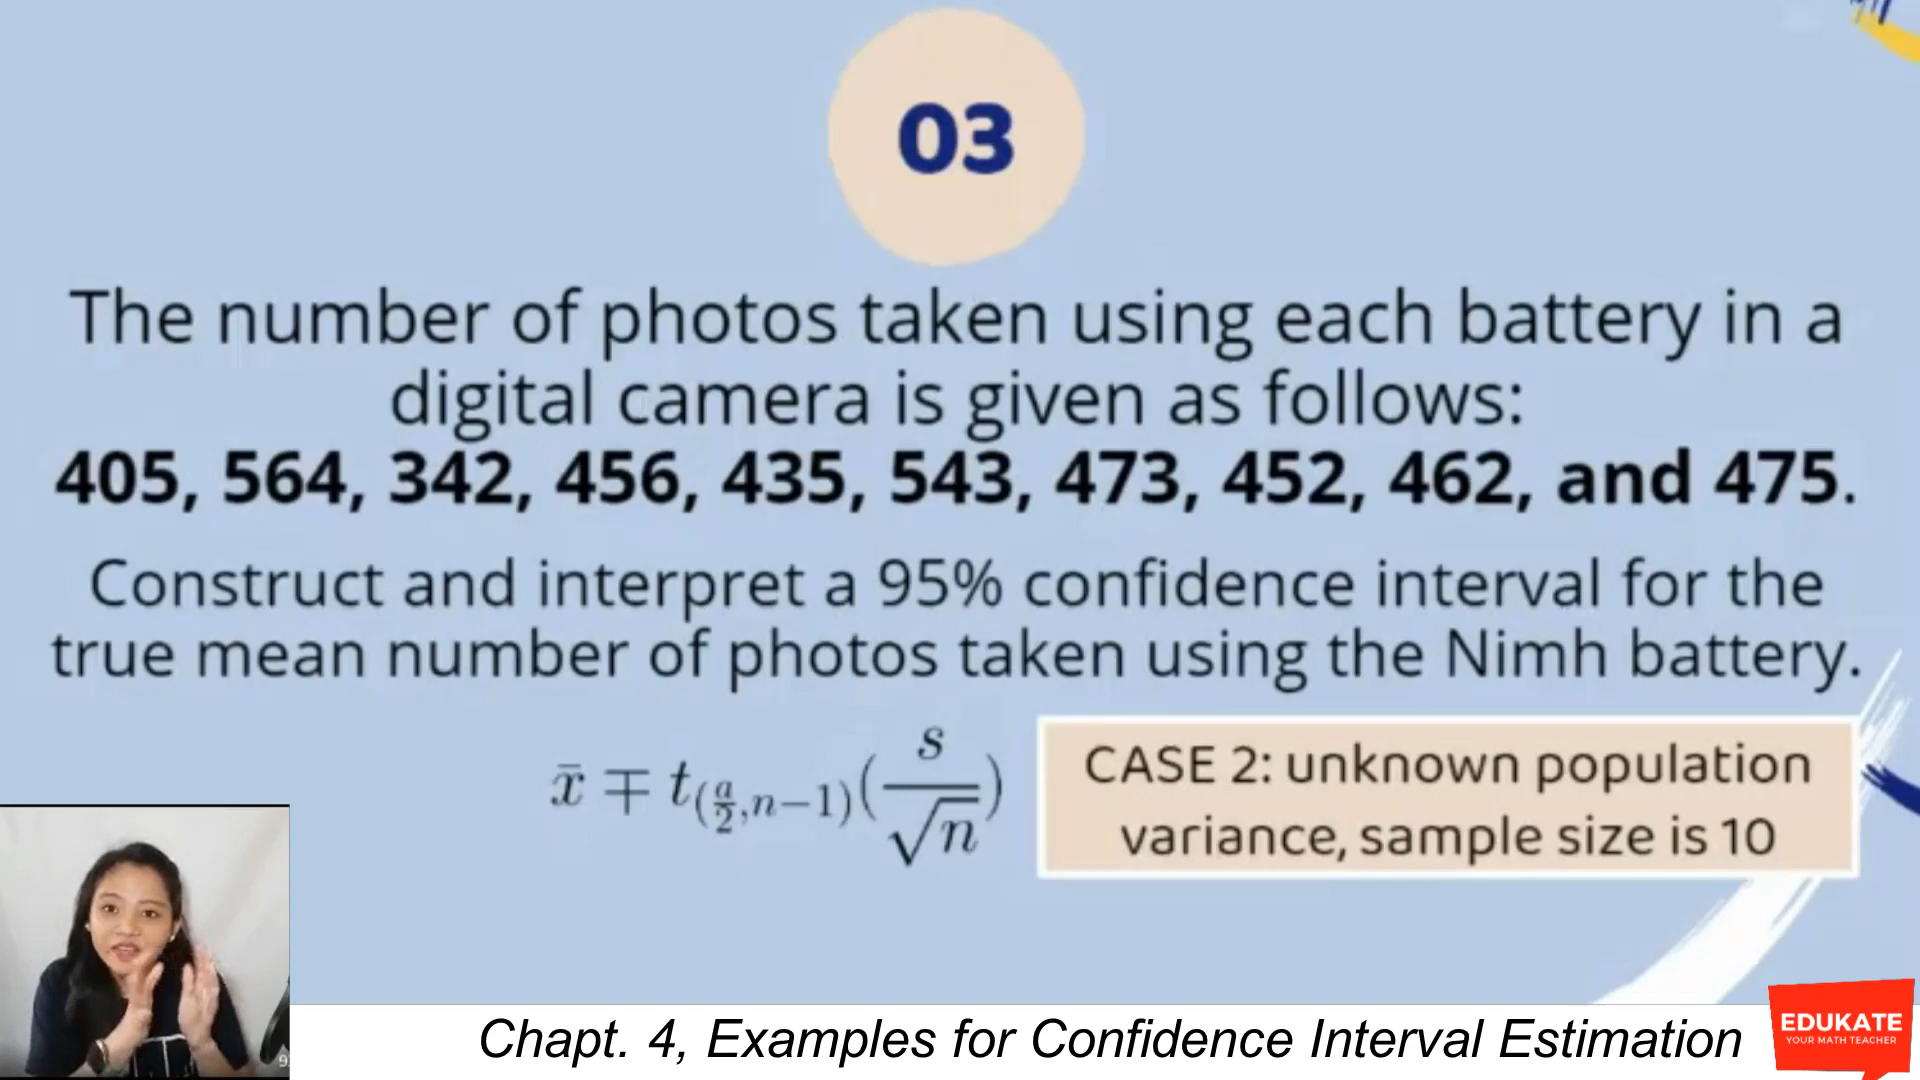 03
The number of photos taken using each battery in a
digital camera is given as follows:
405, 564, 342, 456, 435, 543, 473, 452, 462, and 475.
Construct and interpret a 95% confidence interval for the
true mean number of photos taken using the Nimh battery.
x̄ ∓ t_(a/2,n−1)(s/√n)
CASE 2: unknown population
variance, sample size is 10
Chapt. 4, Examples for Confidence Interval Estimation
EDUKATE
YOUR MATH TEACHER